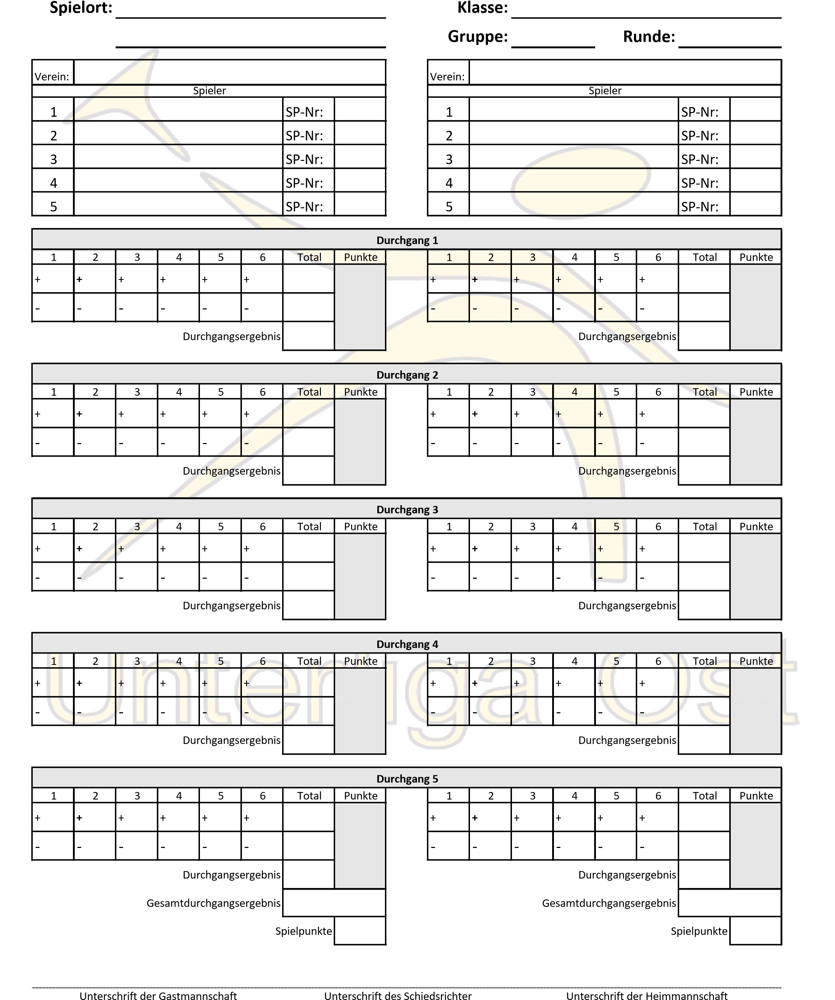 Spielort: Klasse:
Gruppe: Runde:
Verein: Verein:
Spieler Spieler
1 SP-Nr: 1 SP-Nr:
2 SP-Nr: 2 SP-Nr:
3 SP-Nr: 3 SP-Nr:
4 SP-Nr: 4 SP-Nr:
5 SP-Nr: 5 SP-Nr:
Durchgang 1
1 2 3 4 5 6 Total Punkte 1 2 3 4 5 6 Total Punkte
+ + + + + + + + + + + +
- - - - - - - - - - - -
Durchgangsergebnis Durchgangsergebnis
Durchgang 2
1 2 3 4 5 6 Total Punkte 1 2 3 4 5 6 Total Punkte
+ + + + + + + + + + + +
- - - - - - - - - - - -
Durchgangsergebnis Durchgangsergebnis
Durchgang 3
1 2 3 4 5 6 Total Punkte 1 2 3 4 5 6 Total Punkte
+ + + + + + + + + + + +
- - - - - - - - - - - -
Durchgangsergebnis Durchgangsergebnis
Durchgang 4
1 2 3 4 5 6 Total Punkte 1 2 3 4 5 6 Total Punkte
+ + + + + + + + + + + +
- - - - - - - - - - - -
Unterliga Ost
Durchgangsergebnis Durchgangsergebnis
Durchgang 5
1 2 3 4 5 6 Total Punkte 1 2 3 4 5 6 Total Punkte
+ + + + + + + + + + + +
- - - - - - - - - - - -
Durchgangsergebnis Durchgangsergebnis
Gesamtdurchgangsergebnis Gesamtdurchgangsergebnis
Spielpunkte Spielpunkte
Unterschrift der Gastmannschaft Unterschrift des Schiedsrichter Unterschrift der Heimmannschaft